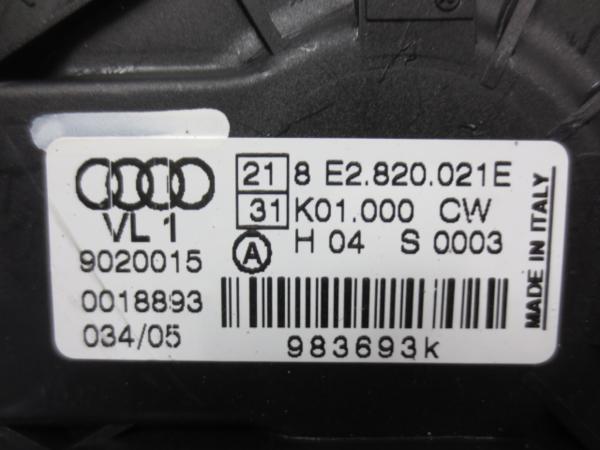 21 8 E2.820.021E
31 K01.000 CW
VL 1
A H 04 S 0003
9020015
0018893
034/05
983693k
MADE IN ITALY